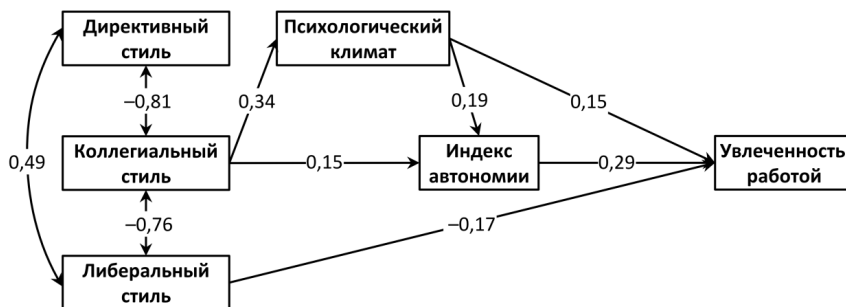 Директивный
стиль
Психологический
климат
–0,81
0,34
0,19
0,15
0,49
Коллегиальный
стиль
0,15
Индекс
автономии
0,29
Увлеченность
работой
–0,76
–0,17
Либеральный
стиль